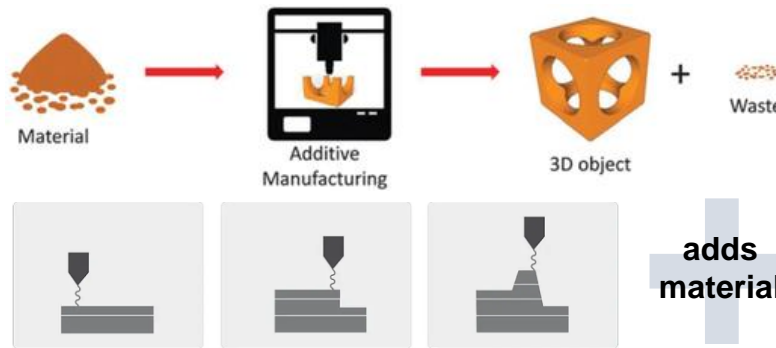 Material
Additive
Manufacturing
3D object
+
Waste
adds
material